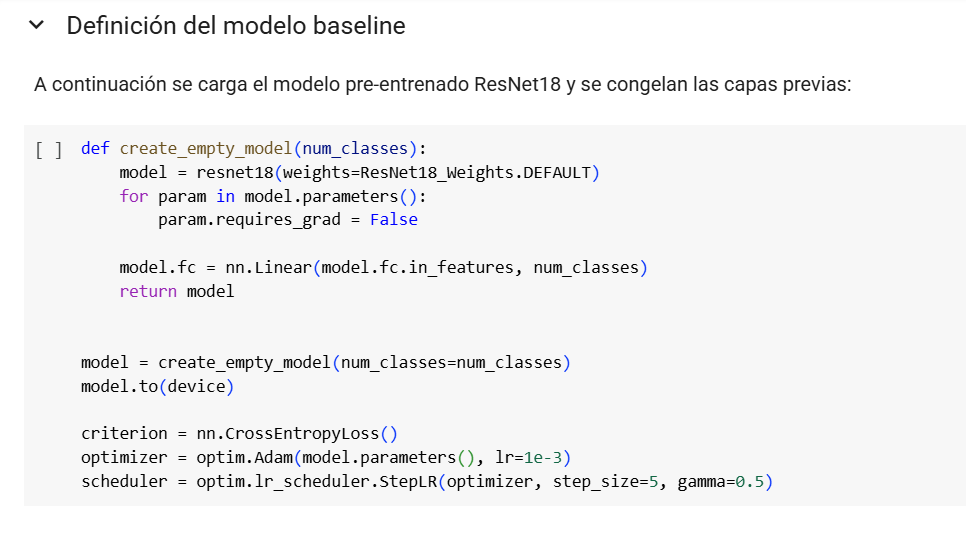 Definición del modelo baseline
A continuación se carga el modelo pre-entrenado ResNet18 y se congelan las capas previas:
[ ] def create_empty_model(num_classes):
    model = resnet18(weights=ResNet18_Weights.DEFAULT)
    for param in model.parameters():
        param.requires_grad = False
    model.fc = nn.Linear(model.fc.in_features, num_classes)
    return model
model = create_empty_model(num_classes=num_classes)
model.to(device)
criterion = nn.CrossEntropyLoss()
optimizer = optim.Adam(model.parameters(), lr=1e-3)
scheduler = optim.lr_scheduler.StepLR(optimizer, step_size=5, gamma=0.5)